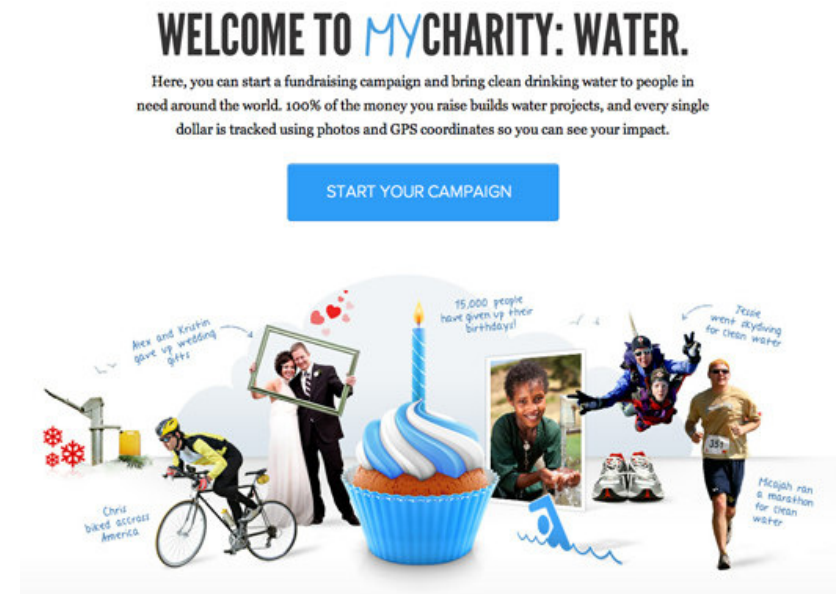 WELCOME TO MYCHARITY: WATER.
Here, you can start a fundraising campaign and bring clean drinking water to people in
need around the world. 100% of the money you raise builds water projects, and every single
dollar is tracked using photos and GPS coordinates so you can see your impact.
START YOUR CAMPAIGN
Alex and Kristin
gave up wedding
gifts
15,000 people
have given up their
birthdays!
Jessie
went skydiving
for clean water
Chris
biked accross
America
351
Micajah ran
a marathon
for clean
water